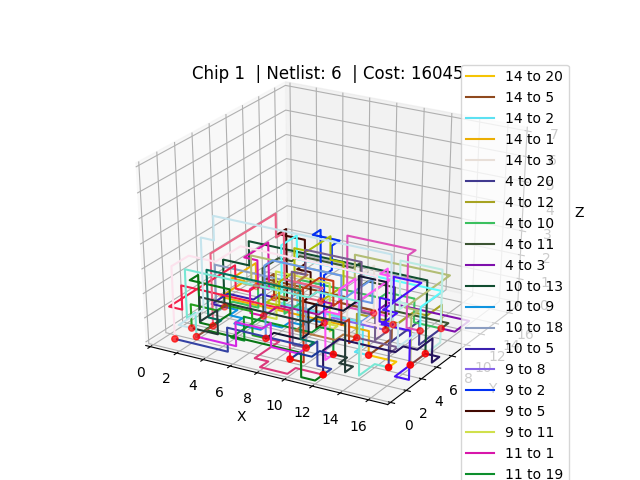 Chip 1 | Netlist: 6 | Cost: 16045
14 to 20
14 to 5
14 to 2
14 to 1
14 to 3
4 to 20
4 to 12
4 to 10
4 to 11
4 to 3
10 to 13
10 to 9
10 to 18
10 to 5
9 to 8
9 to 2
9 to 5
9 to 11
11 to 1
11 to 19
Z
X
0 2 4 6 8 10 12 14 16
0 2 4 6 8 10 12